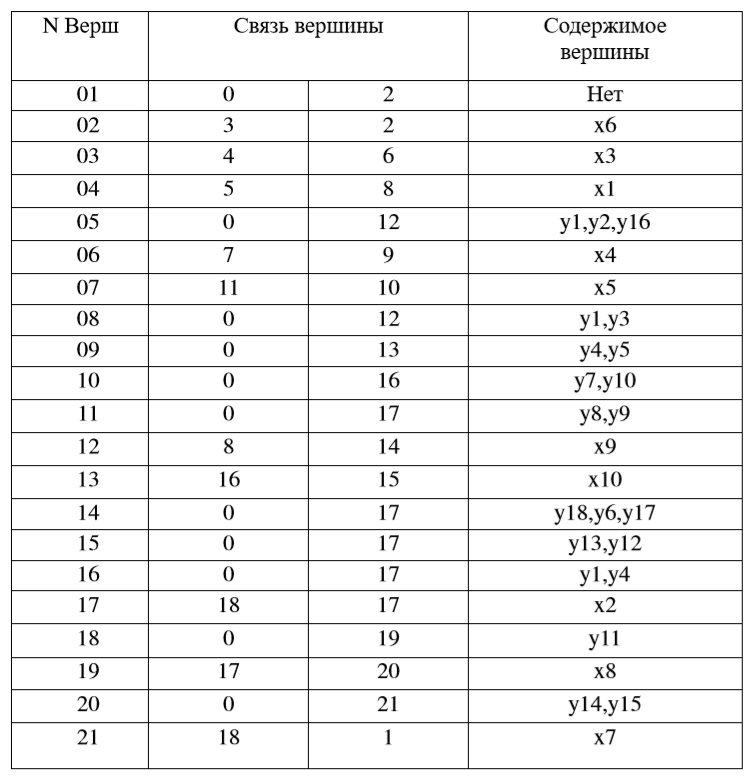 N Верш Связь вершины Содержимое
вершины
01 0 2 Нет
02 3 2 x6
03 4 6 x3
04 5 8 x1
05 0 12 y1,y2,y16
06 7 9 x4
07 11 10 x5
08 0 12 y1,y3
09 0 13 y4,y5
10 0 16 y7,y10
11 0 17 y8,y9
12 8 14 x9
13 16 15 x10
14 0 17 y18,y6,y17
15 0 17 y13,y12
16 0 17 y1,y4
17 18 17 x2
18 0 19 y11
19 17 20 x8
20 0 21 y14,y15
21 18 1 x7